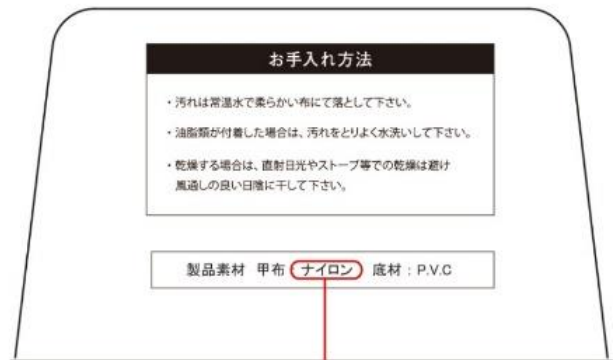 お手入れ方法
・汚れは常温水で柔らかい布にて落として下さい。
・油脂類が付着した場合は、汚れをとりよく水洗いして下さい。
・乾燥する場合は、直射日光やストーブ等での乾燥は避け
風通しの良い日陰に干して下さい。
製品素材 甲布：ナイロン 底材：P.V.C